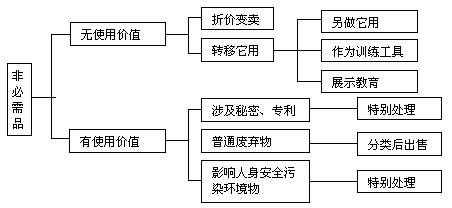 非
必
需
品
无使用价值
折价变卖
转移它用
另做它用
作为训练工具
展示教育
有使用价值
涉及秘密、专利
特别处理
普通废弃物
分类后出售
影响人身安全污
染环境物
特别处理